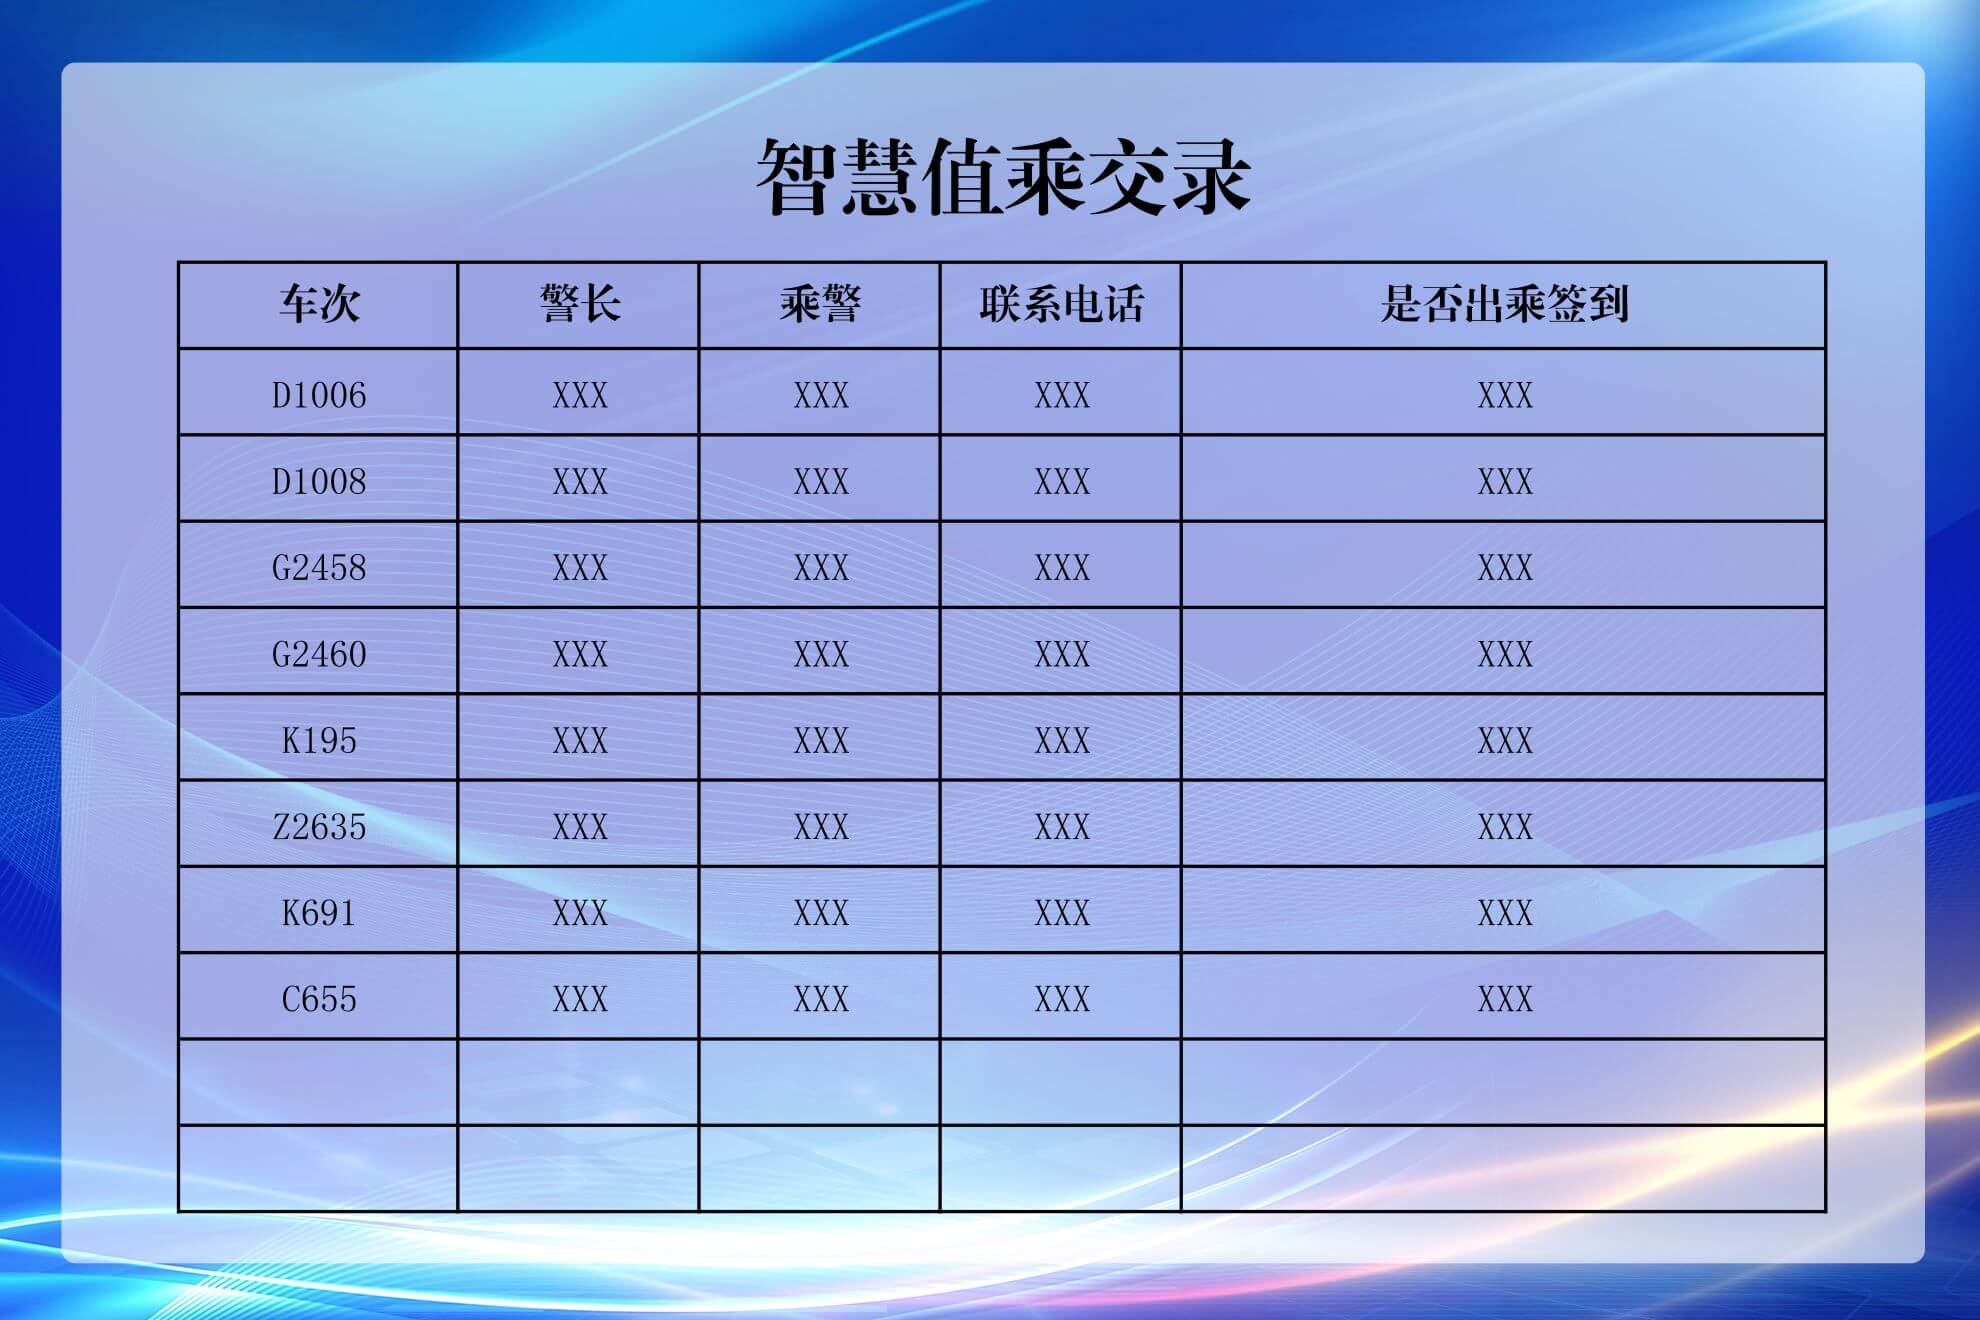 智慧值乘交录
车次 警长 乘警 联系电话 是否出乘签到
D1006 XXX XXX XXX XXX
D1008 XXX XXX XXX XXX
G2458 XXX XXX XXX XXX
G2460 XXX XXX XXX XXX
K195 XXX XXX XXX XXX
Z2635 XXX XXX XXX XXX
K691 XXX XXX XXX XXX
C655 XXX XXX XXX XXX